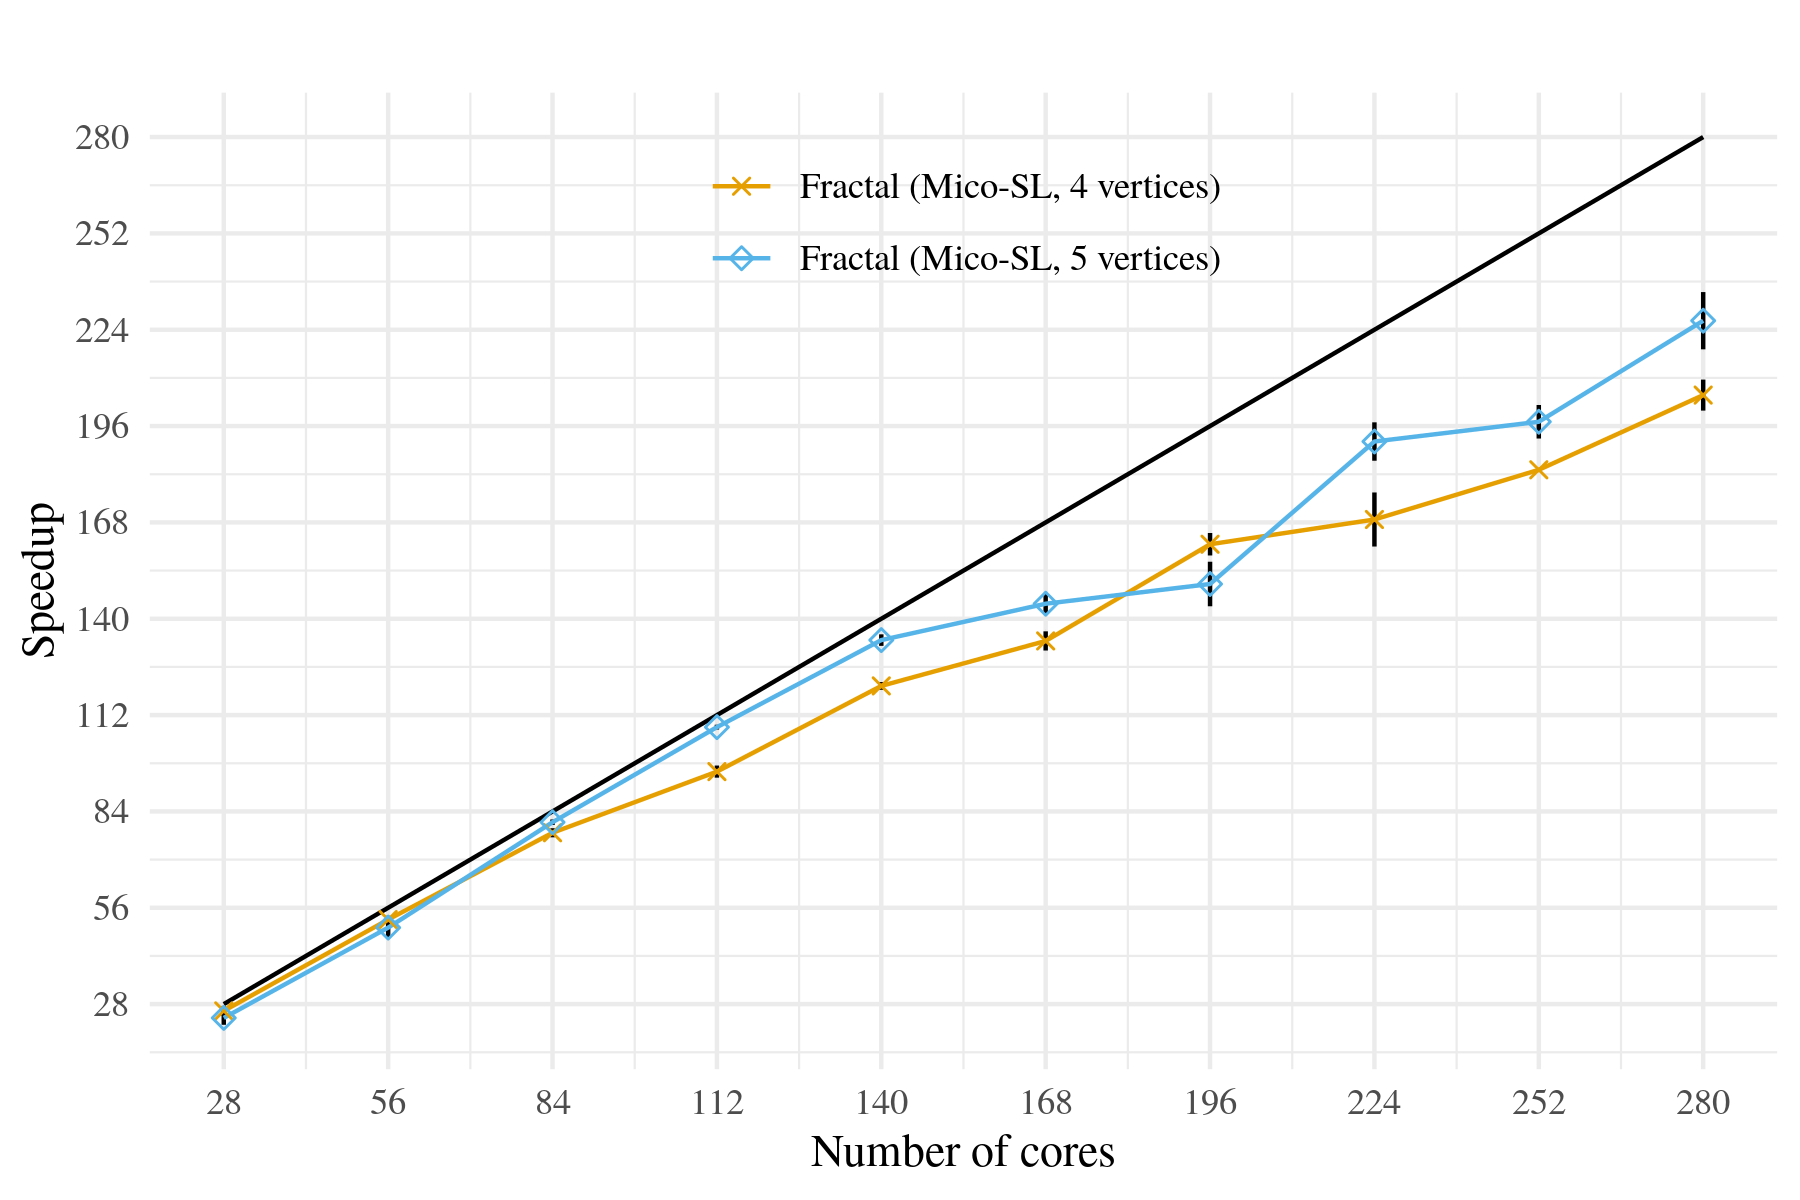 Fractal (Mico-SL, 4 vertices)
Fractal (Mico-SL, 5 vertices)
280
252
224
196
168
140
112
84
56
28
Speedup
28 56 84 112 140 168 196 224 252 280
Number of cores